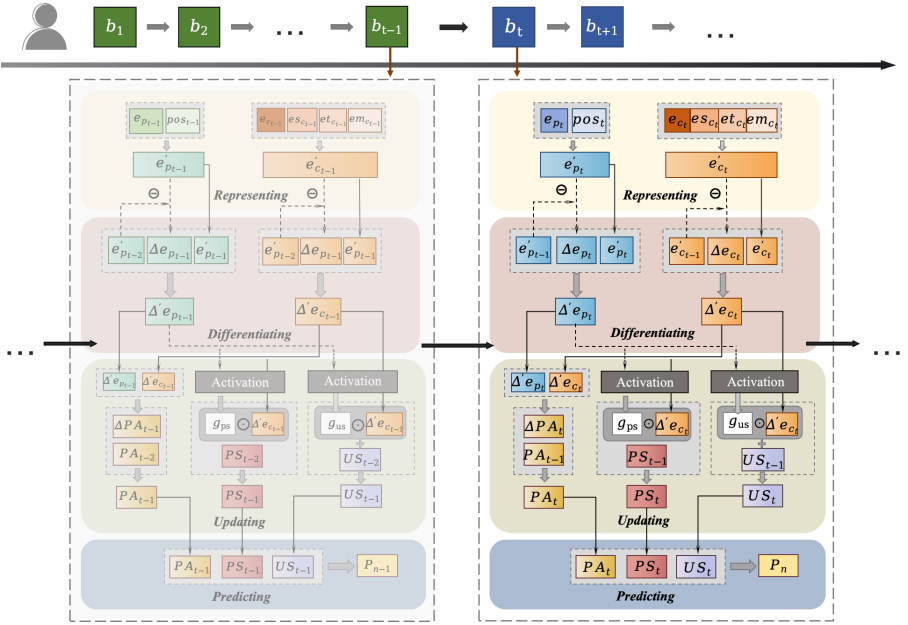 b1 b2 ... bt-1 bt bt+1 ...
ept-1 post-1 ect-1 esct-1 etct-1 emct-1
e'pt-1 e'ct-1
⊖ ⊖
Representing
e'pt-2 Δept-1 e'pt-1 e'pt-2 Δept-1 e'pt-1
Δ'ept-1 Δ'ect-1
Differentiating
...
Δ'ept-1 Δ'ect-1 Activation Activation
ΔPAt-1 gps ⊙ Δ'ect-1 gus ⊙ Δ'ect-1
PAt-2 PSt-2 USt-2
PAt-1 PSt-1 USt-1
Updating
PAt-1 PSt-1 USt-1 Pn-1
Predicting
ept post ect esct etct emct
e'pt e'ct
⊖ ⊖
Representing
e'pt-1 Δept e'pt e'ct-1 Δect e'ct
Δ'ept Δ'ect
Differentiating
...
Δ'ept Δ'ect Activation Activation
ΔPAt gps ⊙ Δ'ect gus ⊙ Δ'ect
PAt-1 PSt-1 USt-1
PAt PSt USt
Updating
PAt PSt USt Pn
Predicting